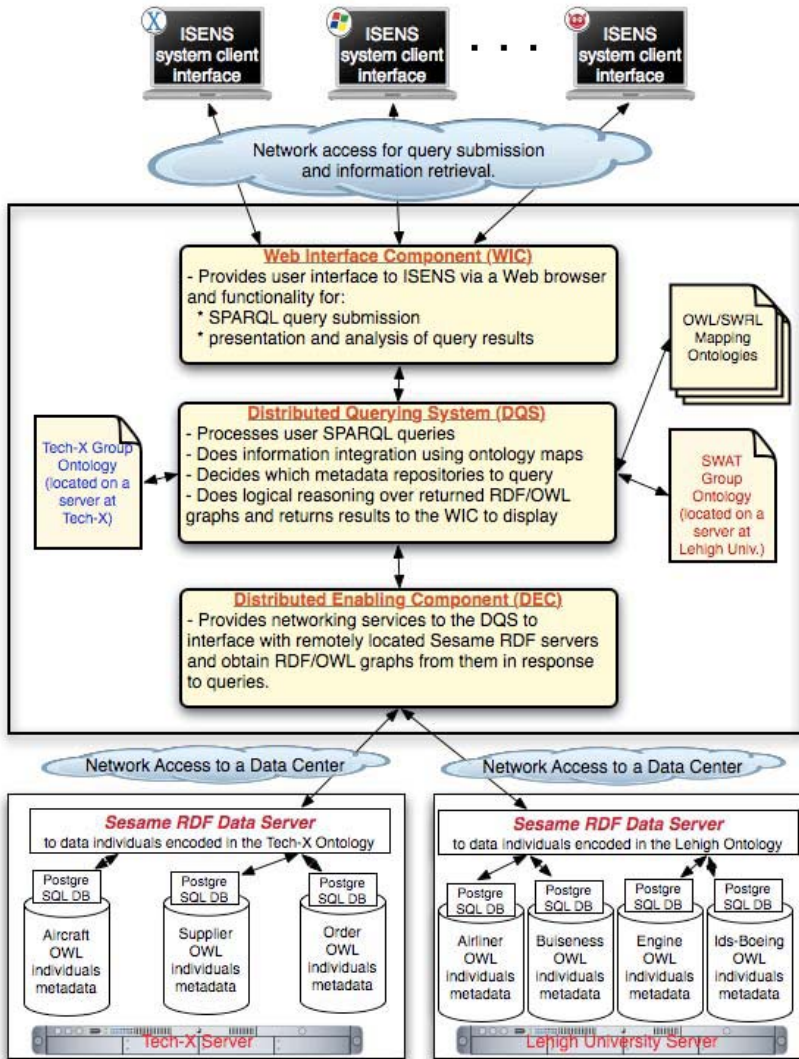 ISENS
system client
interface
ISENS
system client
interface
. . .
ISENS
system client
interface
Network access for query submission
and information retrieval.
Web Interface Component (WIC)
- Provides user interface to ISENS via a Web browser
and functionality for:
* SPARQL query submission
* presentation and analysis of query results
OWL/SWRL
Mapping
Ontologies
Distributed Querying System (DQS)
- Processes user SPARQL queries
- Does information integration using ontology maps
- Decides which metadata repositories to query
- Does logical reasoning over returned RDF/OWL
graphs and returns results to the WIC to display
Tech-X Group
Ontology
(located on a
server at
Tech-X)
SWAT
Group
Ontology
(located on a
server at
Lehigh Univ.)
Distributed Enabling Component (DEC)
- Provides networking services to the DQS to
interface with remotely located Sesame RDF servers
and obtain RDF/OWL graphs from them in response
to queries.
Network Access to a Data Center
Network Access to a Data Center
Sesame RDF Data Server
to data individuals encoded in the Tech-X Ontology
Postgre
SQL DB
Aircraft
OWL
individuals
metadata
Postgre
SQL DB
Supplier
OWL
individuals
metadata
Postgre
SQL DB
Order
OWL
individuals
metadata
Tech-X Server
Sesame RDF Data Server
to data individuals encoded in the Lehigh Ontology
Postgre
SQL DB
Airliner
OWL
individuals
metadata
Postgre
SQL DB
Buiseness
OWL
individuals
metadata
Postgre
SQL DB
Engine
OWL
individuals
metadata
Postgre
SQL DB
Ids-Boeing
OWL
individuals
metadata
Lehigh University Server